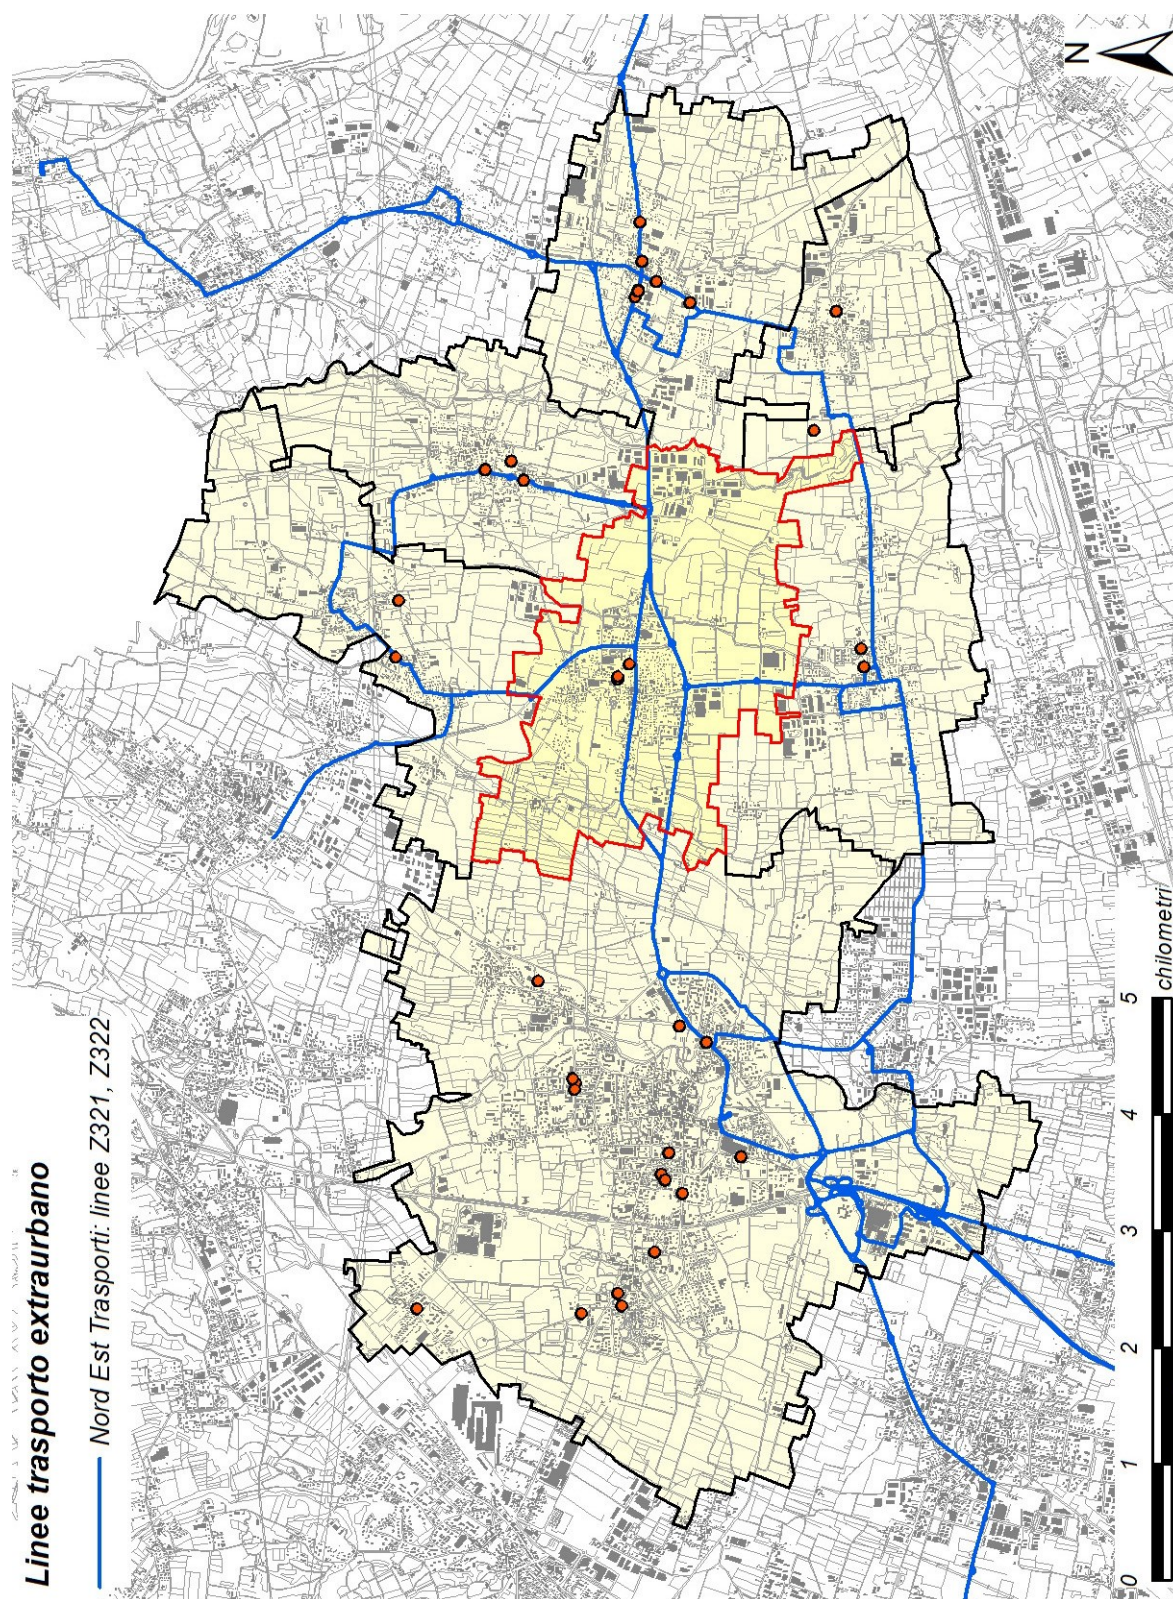 Linee trasporto extraurbano
Nord Est Trasporti: linee Z321, Z322
N
0 1 2 3 4 5
chilometri